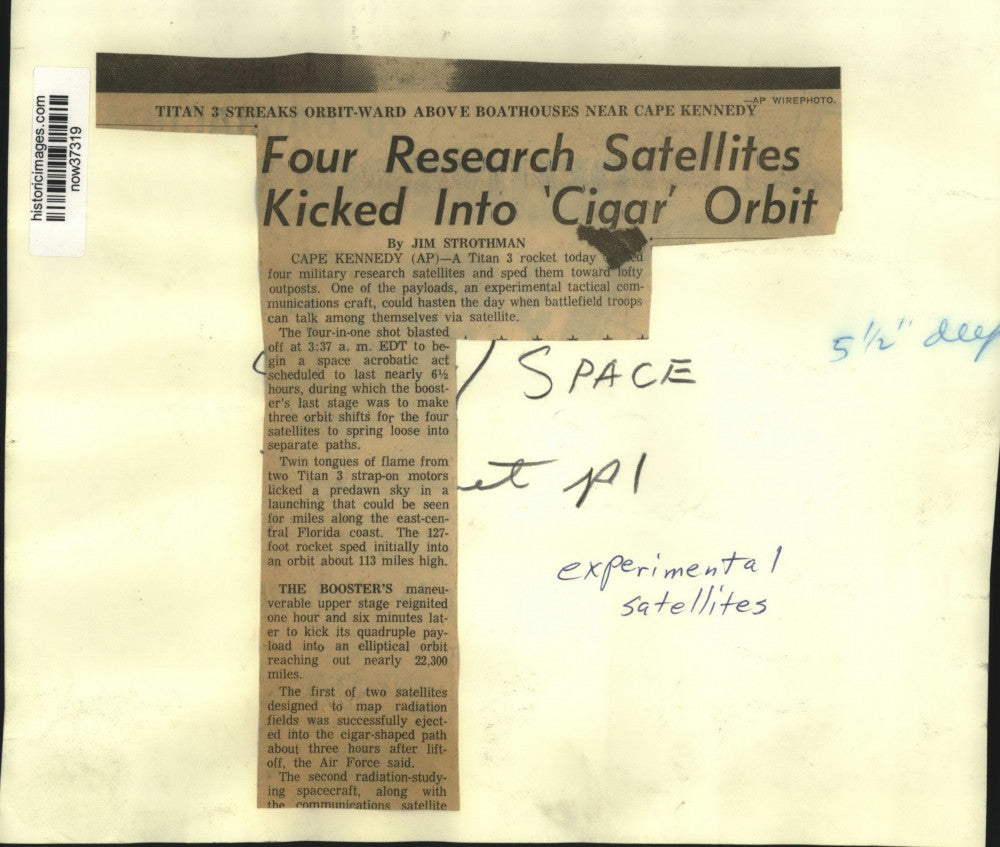 historicimages.com
now37319
—AP WIREPHOTO.
TITAN 3 STREAKS ORBIT-WARD ABOVE BOATHOUSES NEAR CAPE KENNEDY
Four Research Satellites
Kicked Into 'Cigar' Orbit
By JIM STROTHMAN
CAPE KENNEDY (AP)—A Titan 3 rocket today
four military research satellites and sped them toward lofty
outposts. One of the payloads, an experimental tactical com-
munications craft, could hasten the day when battlefield troops
can talk among themselves via satellite.
The four-in-one shot blasted
off at 3:37 a. m. EDT to be-
gin a space acrobatic act
scheduled to last nearly 6½
hours, during which the boost-
er's last stage was to make
three orbit shifts for the four
satellites to spring loose into
separate paths.
Twin tongues of flame from
two Titan 3 strap-on motors
licked a predawn sky in a
launching that could be seen
for miles along the east-cen-
tral Florida coast. The 127-
foot rocket sped initially into
an orbit about 113 miles high.
THE BOOSTER'S maneu-
verable upper stage reignited
one hour and six minutes lat-
er to kick its quadruple pay-
load into an elliptical orbit
reaching out nearly 22,300
miles.
The first of two satellites
designed to map radiation
fields was successfully eject-
ed into the cigar-shaped path
about three hours after lift-
off, the Air Force said.
The second radiation-study-
ing spacecraft, along with
the communications satellite
SPACE
5 1/2" deep
p1
experimental
satellites